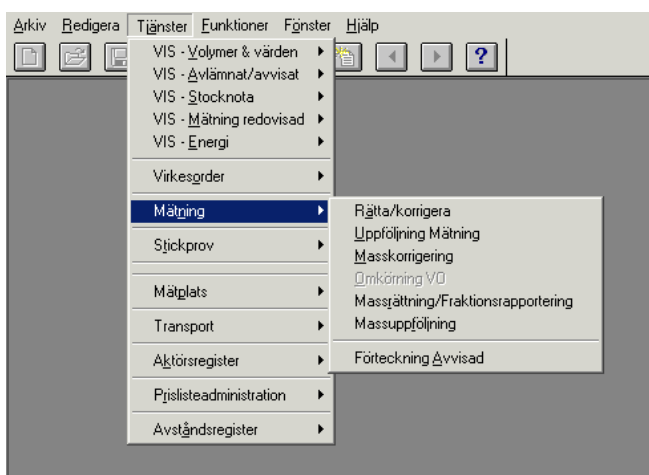 Arkiv Redigera Tjänster Funktioner Fönster Hjälp
?
VIS - Volymer & värden
VIS - Avlämnat/avvisat
VIS - Stocknota
VIS - Mätning redovisad
VIS - Energi
Virkesorder
Mätning
Stickprov
Mätplats
Transport
Aktörsregister
Prislisteadministration
Avståndsregister
Rätta/korrigera
Uppföljning Mätning
Masskorrigering
Omkörning VO
Massrättning/Fraktionsrapportering
Massuppföljning
Förteckning Avvisad